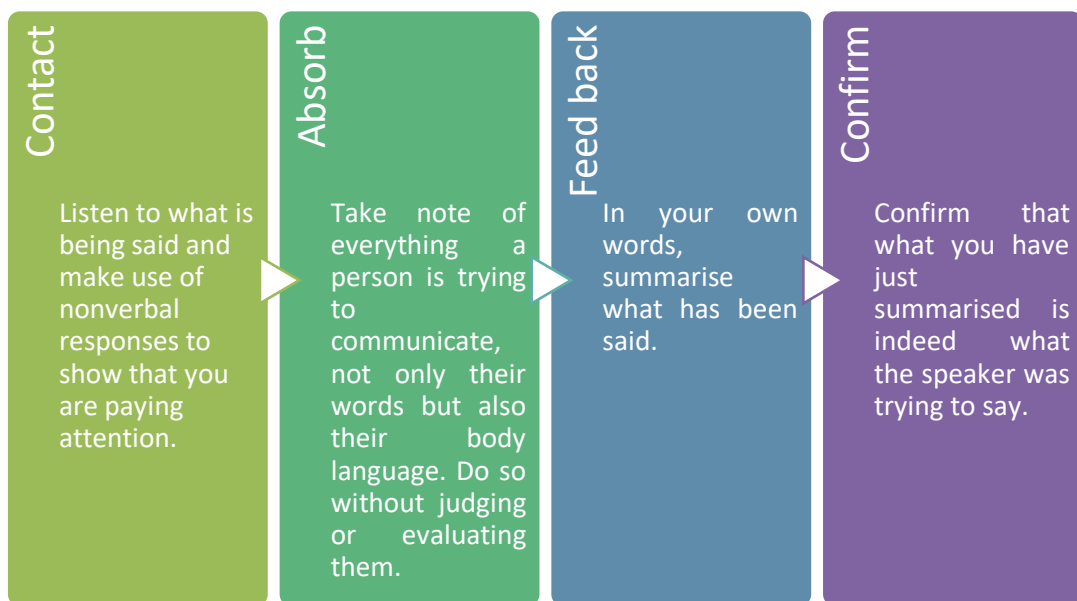 Contact
Listen to what is
being said and
make use of
nonverbal
responses to
show that you
are paying
attention.
Absorb
Take note of
everything a
person is trying
to
communicate,
not only their
words but also
their body
language. Do so
without judging
or evaluating
them.
Feed back
In your own
words,
summarise
what has been
said.
Confirm
Confirm that
what you have
just
summarised is
indeed what
the speaker was
trying to say.